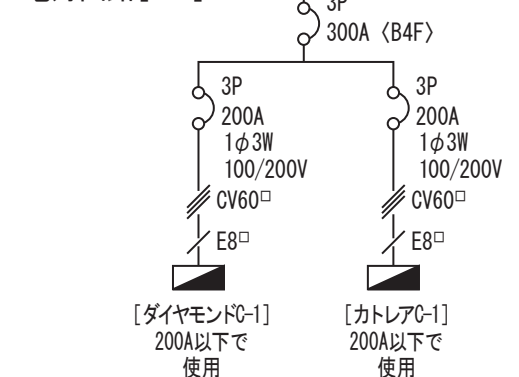 3P
300A 〈B4F〉
3P
200A
1φ3W
100/200V
CV60□
E8□
3P
200A
1φ3W
100/200V
CV60□
E8□
[ダイヤモンドC-1]
200A以下で
使用
[カトレアC-1]
200A以下で
使用